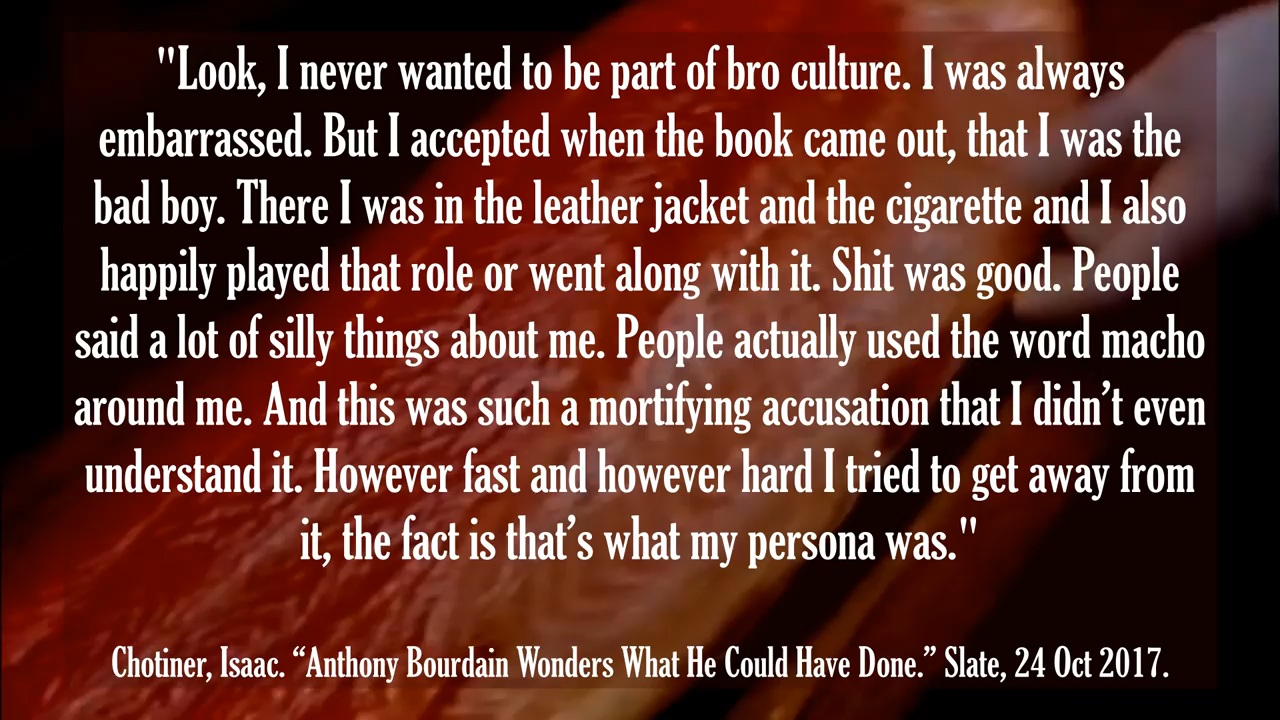 "Look, I never wanted to be part of bro culture. I was always
embarrassed. But I accepted when the book came out, that I was the
bad boy. There I was in the leather jacket and the cigarette and I also
happily played that role or went along with it. Shit was good. People
said a lot of silly things about me. People actually used the word macho
around me. And this was such a mortifying accusation that I didn’t even
understand it. However fast and however hard I tried to get away from
it, the fact is that’s what my persona was."
Chotiner, Isaac. “Anthony Bourdain Wonders What He Could Have Done.” Slate, 24 Oct 2017.